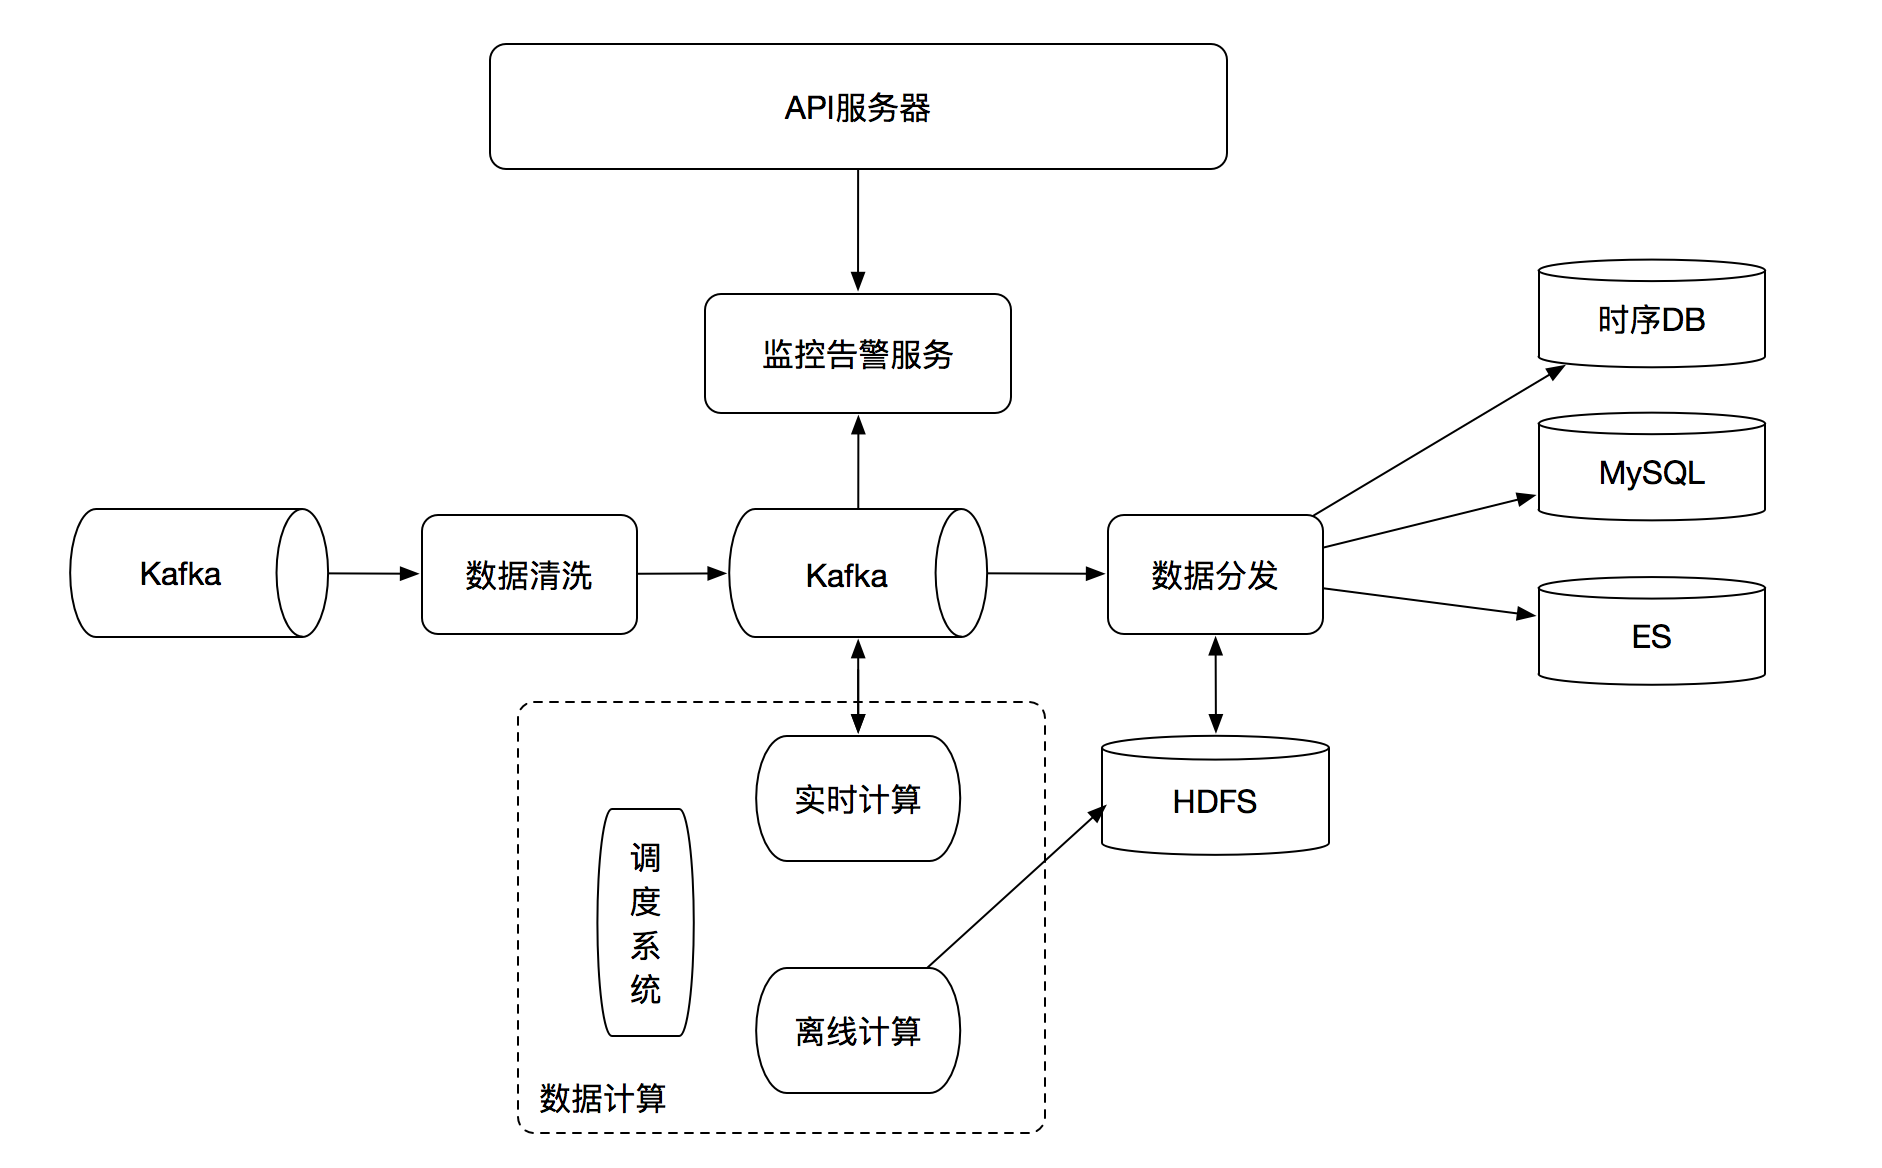 API服务器
监控告警服务
时序DB
MySQL
Kafka
数据清洗
Kafka
数据分发
ES
实时计算
HDFS
调
度
系
统
离线计算
数据计算